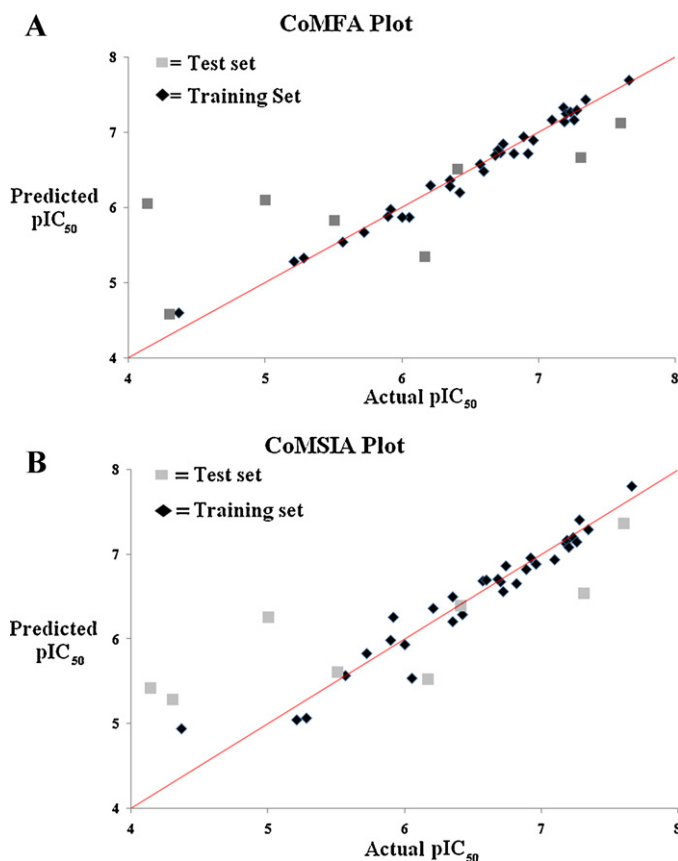 A
CoMFA Plot
8
= Test set
= Training Set
7
Predicted
pIC50
6
5
4
4 5 6 7 8
Actual pIC50
B
CoMSIA Plot
8
= Test set
= Training set
7
Predicted
pIC50
6
5
4
4 5 6 7 8
Actual pIC50